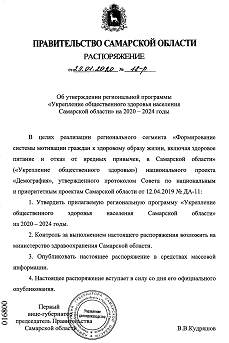 ПРАВИТЕЛЬСТВО САМАРСКОЙ ОБЛАСТИ
РАСПОРЯЖЕНИЕ
от 29.01.2020 № 48-р
Об утверждении региональной программы
«Укрепление общественного здоровья населения
Самарской области» на 2020 – 2024 годы
В целях реализации регионального сегмента «Формирование
системы мотивации граждан к здоровому образу жизни, включая здоровое
питание и отказ от вредных привычек, в Самарской области»
(«Укрепление общественного здоровья») национального проекта
«Демография», утвержденного протоколом Совета по национальным
и приоритетным проектам Самарской области от 12.04.2019 № ДА-11:
1. Утвердить прилагаемую региональную программу «Укрепление
общественного здоровья населения Самарской области»
на 2020 – 2024 годы.
2. Контроль за выполнением настоящего распоряжения возложить на
министерство здравоохранения Самарской области.
3. Опубликовать настоящее распоряжение в средствах массовой
информации.
4. Настоящее распоряжение вступает в силу со дня его официального
опубликования.
Первый
вице-губернатор –
председатель Правительства
Самарской области
В.В.Кудряшов
016800